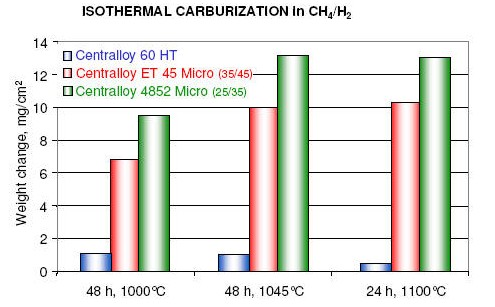 ISOTHERMAL CARBURIZATION in CH₄/H₂
Weight change, mg/cm²
14
12
10
8
6
4
2
0
Centralloy 60 HT
Centralloy ET 45 Micro (35/45)
Centralloy 4852 Micro (25/35)
48 h, 1000°C
48 h, 1045°C
24 h, 1100°C